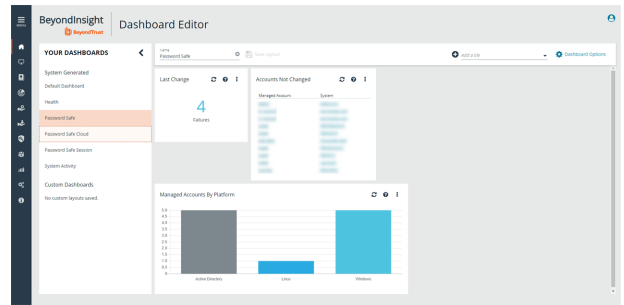 BeyondInsight
BeyondTrust
Dashboard Editor
MENU
YOUR DASHBOARDS
System Generated
Default Dashboard
Health
Password Safe
Password Safe Cloud
Password Safe Session
System Activity
Custom Dashboards
No custom layouts saved.
Name
Password Safe
Save Layout
Add a tile
Dashboard Options
Last Change
4
Failures
Accounts Not Changed
Managed Account System
Managed Accounts By Platform
5.0
4.5
4.0
3.5
3.0
2.5
2.0
1.5
1.0
0.5
0
Active Directory Linux Windows